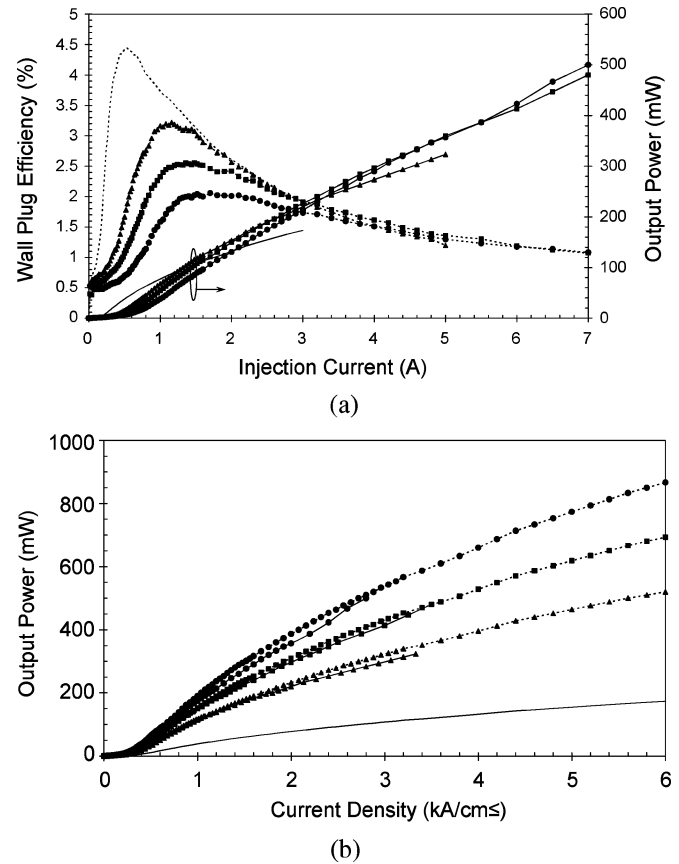 5
4.5
4
3.5
3
2.5
2
1.5
1
0.5
0
Wall Plug Efficiency (%)
600
500
400
300
200
100
0
Output Power (mW)
0 1 2 3 4 5 6 7
Injection Current (A)
(a)
1000
800
600
400
200
0
Output Power (mW)
0 1 2 3 4 5 6
Current Density (kA/cm≤)
(b)